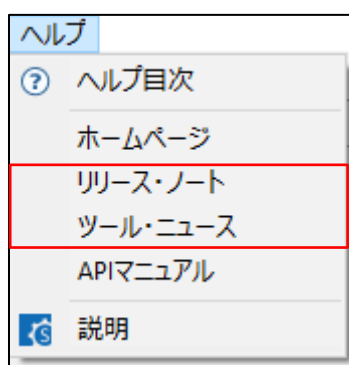 ヘルプ
ヘルプ目次
ホームページ
リリース・ノート
ツール・ニュース
APIマニュアル
説明